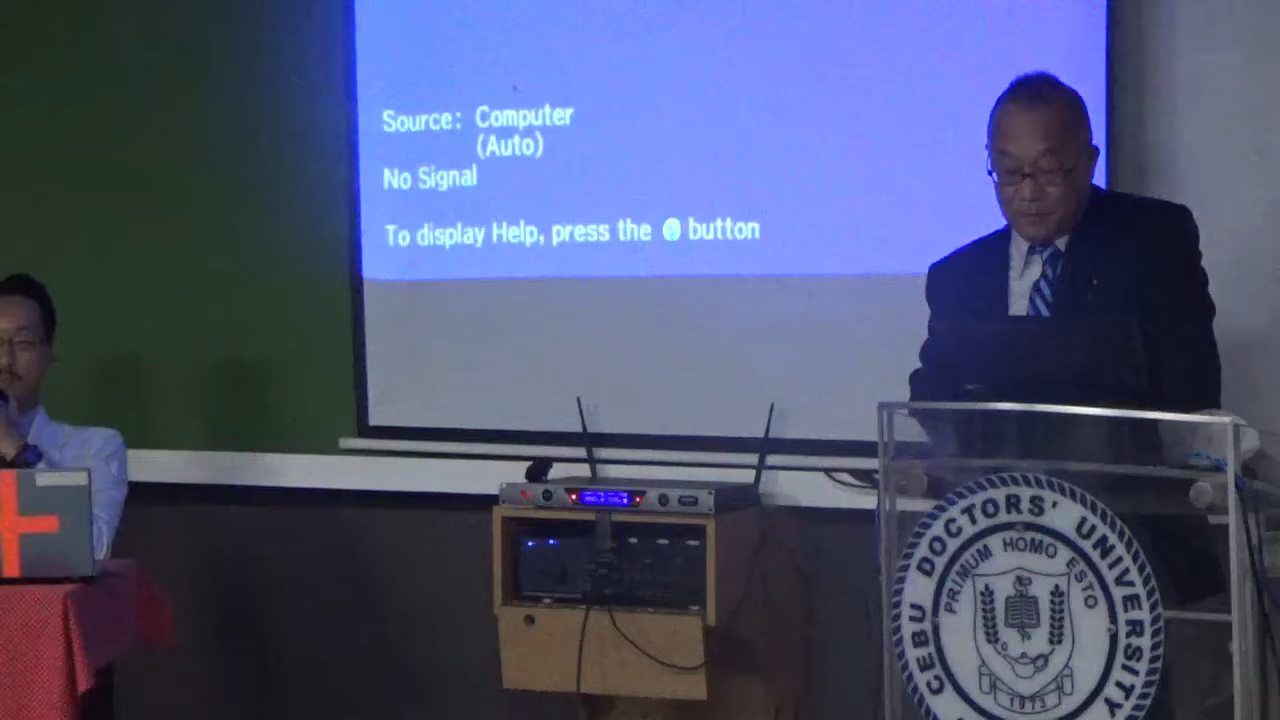 Source: Computer
(Auto)
No Signal
To display Help, press the button
CEBU DOCTORS' UNIVERSITY
PRIMUM HOMO ESTO
1973